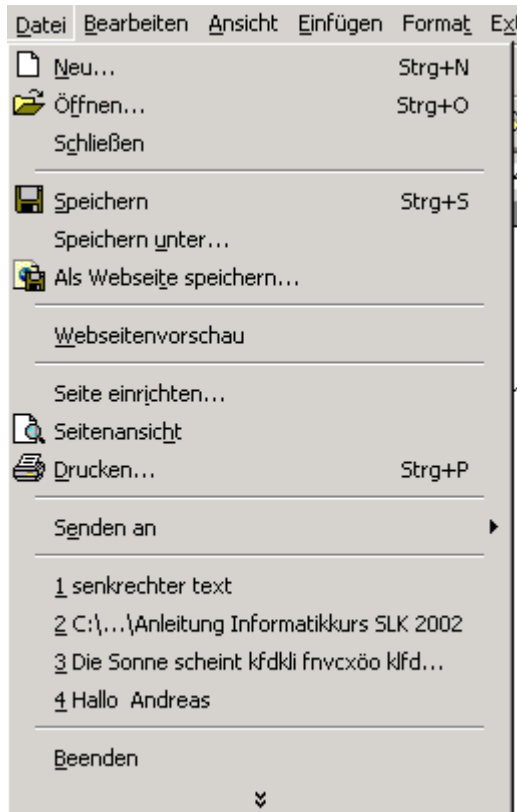 Datei Bearbeiten Ansicht Einfügen Format Ext
Neu... Strg+N
Öffnen... Strg+O
Schließen
Speichern Strg+S
Speichern unter...
Als Webseite speichern...
Webseitenvorschau
Seite einrichten...
Seitenansicht
Drucken... Strg+P
Senden an
1 senkrechter text
2 C:\...\Anleitung Informatikkurs SLK 2002
3 Die Sonne scheint kfdkli fnvcxöo klfd...
4 Hallo  Andreas
Beenden